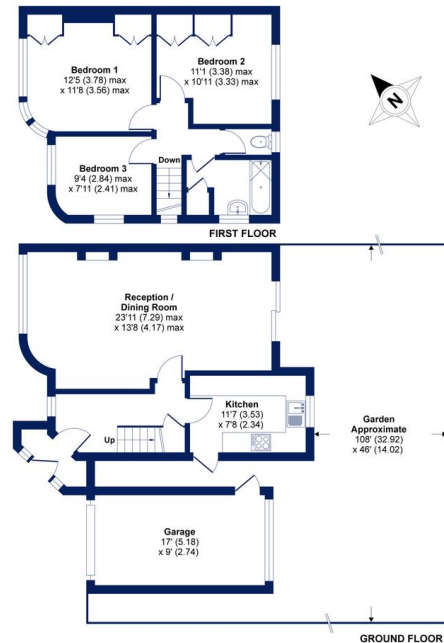 Bedroom 1
12'5 (3.78) max
x 11'8 (3.56) max
Bedroom 2
11'1 (3.38) max
x 10'11 (3.33) max
N
Bedroom 3
9'4 (2.84) max
x 7'11 (2.41) max
Down
FIRST FLOOR
Reception /
Dining Room
23'11 (7.29) max
x 13'8 (4.17) max
Kitchen
11'7 (3.53)
x 7'8 (2.34)
Up
Garden
Approximate
108' (32.92)
x 46' (14.02)
Garage
17' (5.18)
x 9' (2.74)
GROUND FLOOR